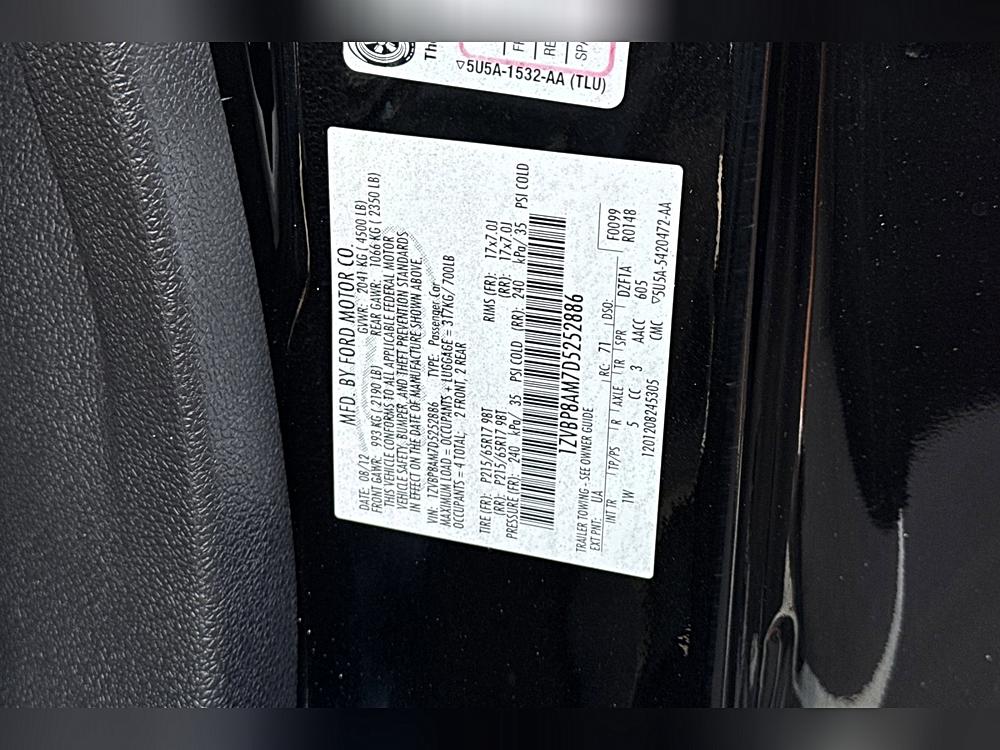 Th
FR
RE
SPA
▽5U5A-1532-AA (TLU)
MFD. BY FORD MOTOR CO.
DATE: 08/12 GVWR: 2041 KG ( 4500 LB)
FRONT GAWR: 993 KG ( 2190 LB) REAR GAWR: 1066 KG ( 2350 LB)
THIS VEHICLE CONFORMS TO ALL APPLICABLE FEDERAL MOTOR
VEHICLE SAFETY, BUMPER, AND THEFT PREVENTION STANDARDS
IN EFFECT ON THE DATE OF MANUFACTURE SHOWN ABOVE.
VIN: 1ZVBP8AM7D5252886 TYPE: Passenger Car
MAXIMUM LOAD = OCCUPANTS + LUGGAGE = 317KG/ 700LB
OCCUPANTS = 4 TOTAL; 2 FRONT, 2 REAR
TIRE (FR): P215/65R17 98T RIMS (FR): 17x7.0J
(RR): P215/65R17 98T (RR): 17x7.0J
PRESSURE (FR): 240 kPa/ 35 PSI COLD (RR): 240 kPa/ 35 PSI COLD
1ZVBP8AM7D5252886
TRAILER TOWING - SEE OWNER GUIDE
EXT PNT: UA RC: 71 DSO: F0099
INT TR TP/PS R AXLE TR SPR DZF1A R0148
1W 5 CC 3 AACC 605
1201208245305 CMC ▽5U5A-5420472-AA